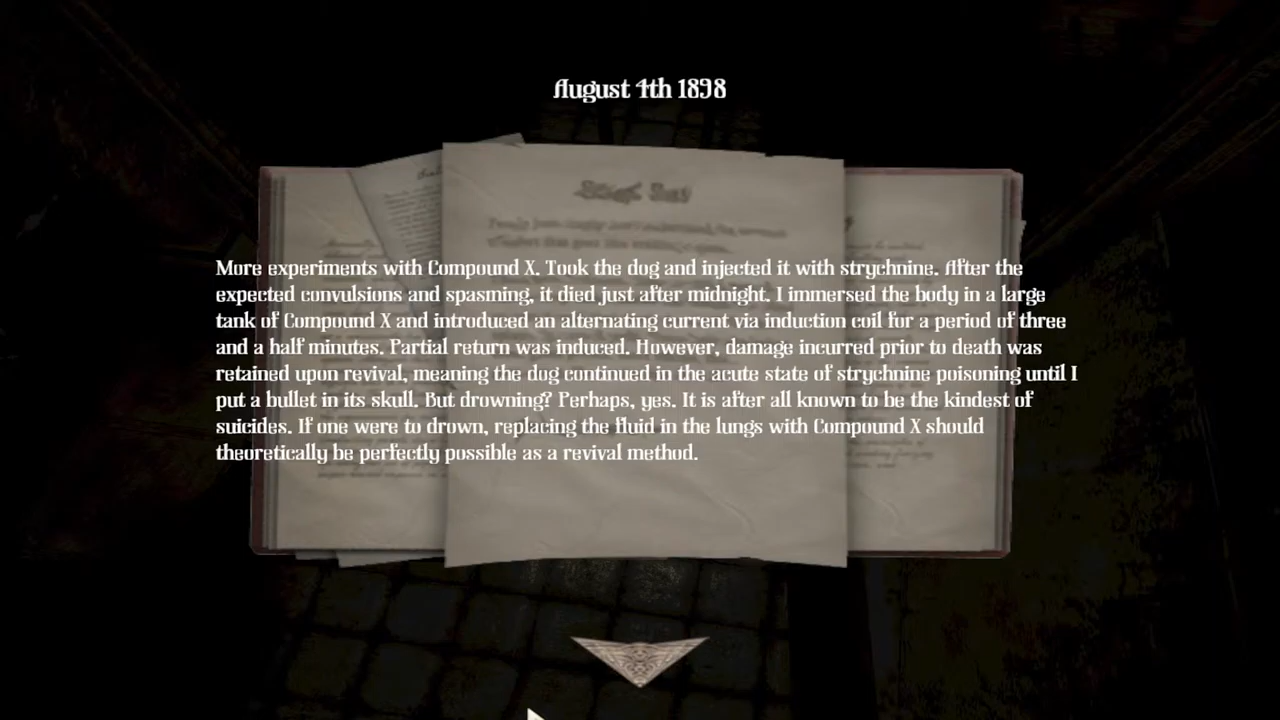 August 4th 1898
More experiments with Compound X. Took the dog and injected it with strychnine. After the
expected convulsions and spasming, it died just after midnight. I immersed the body in a large
tank of Compound X and introduced an alternating current via induction coil for a period of three
and a half minutes. Partial return was induced. However, damage incurred prior to death was
retained upon revival, meaning the dog continued in the acute state of strychnine poisoning until I
put a bullet in its skull. But drowning? Perhaps, yes. It is after all known to be the kindest of
suicides. If one were to drown, replacing the fluid in the lungs with Compound X should
theoretically be perfectly possible as a revival method.